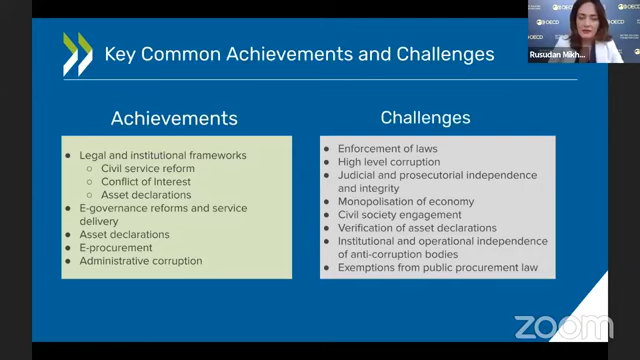 Key Common Achievements and Challenges
Achievements
Legal and institutional frameworks
Civil service reform
Conflict of Interest
Asset declarations
E-governance reforms and service
delivery
Asset declarations
E-procurement
Administrative corruption
Challenges
Enforcement of laws
High level corruption
Judicial and prosecutorial independence
and integrity
Monopolisation of economy
Civil society engagement
Verification of asset declarations
Institutional and operational independence
of anti-corruption bodies
Exemptions from public procurement law
OECD
OECD
OECD
Rusudan Mikh...
zoom